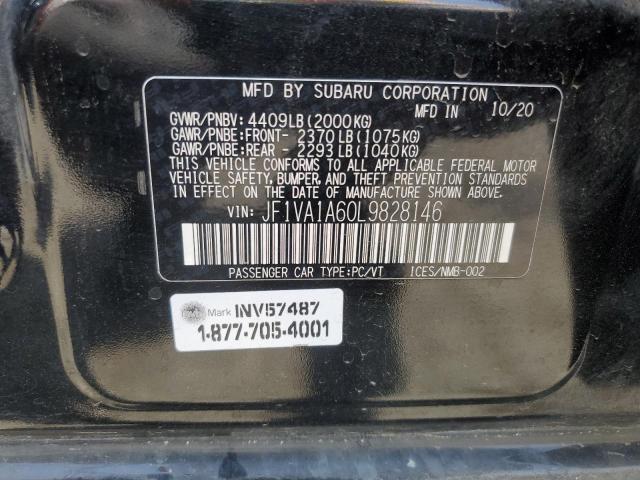 MFD BY SUBARU CORPORATION
MFD IN 10/20
GVWR/PNBV: 4409LB(2000KG)
GAWR/PNBE:FRONT- 2370LB(1075KG)
GAWR/PNBE:REAR - 2293LB(1040KG)
THIS VEHICLE CONFORMS TO ALL APPLICABLE FEDERAL MOTOR
VEHICLE SAFETY, BUMPER, AND THEFT PREVENTION STANDARDS
IN EFFECT ON THE DATE OF MANUFACTURE SHOWN ABOVE.
VIN: JF1VA1A60L9828146
PASSENGER CAR TYPE:PC/VT ICES/NMB-002
Mark INV57487
1-877-705-4001